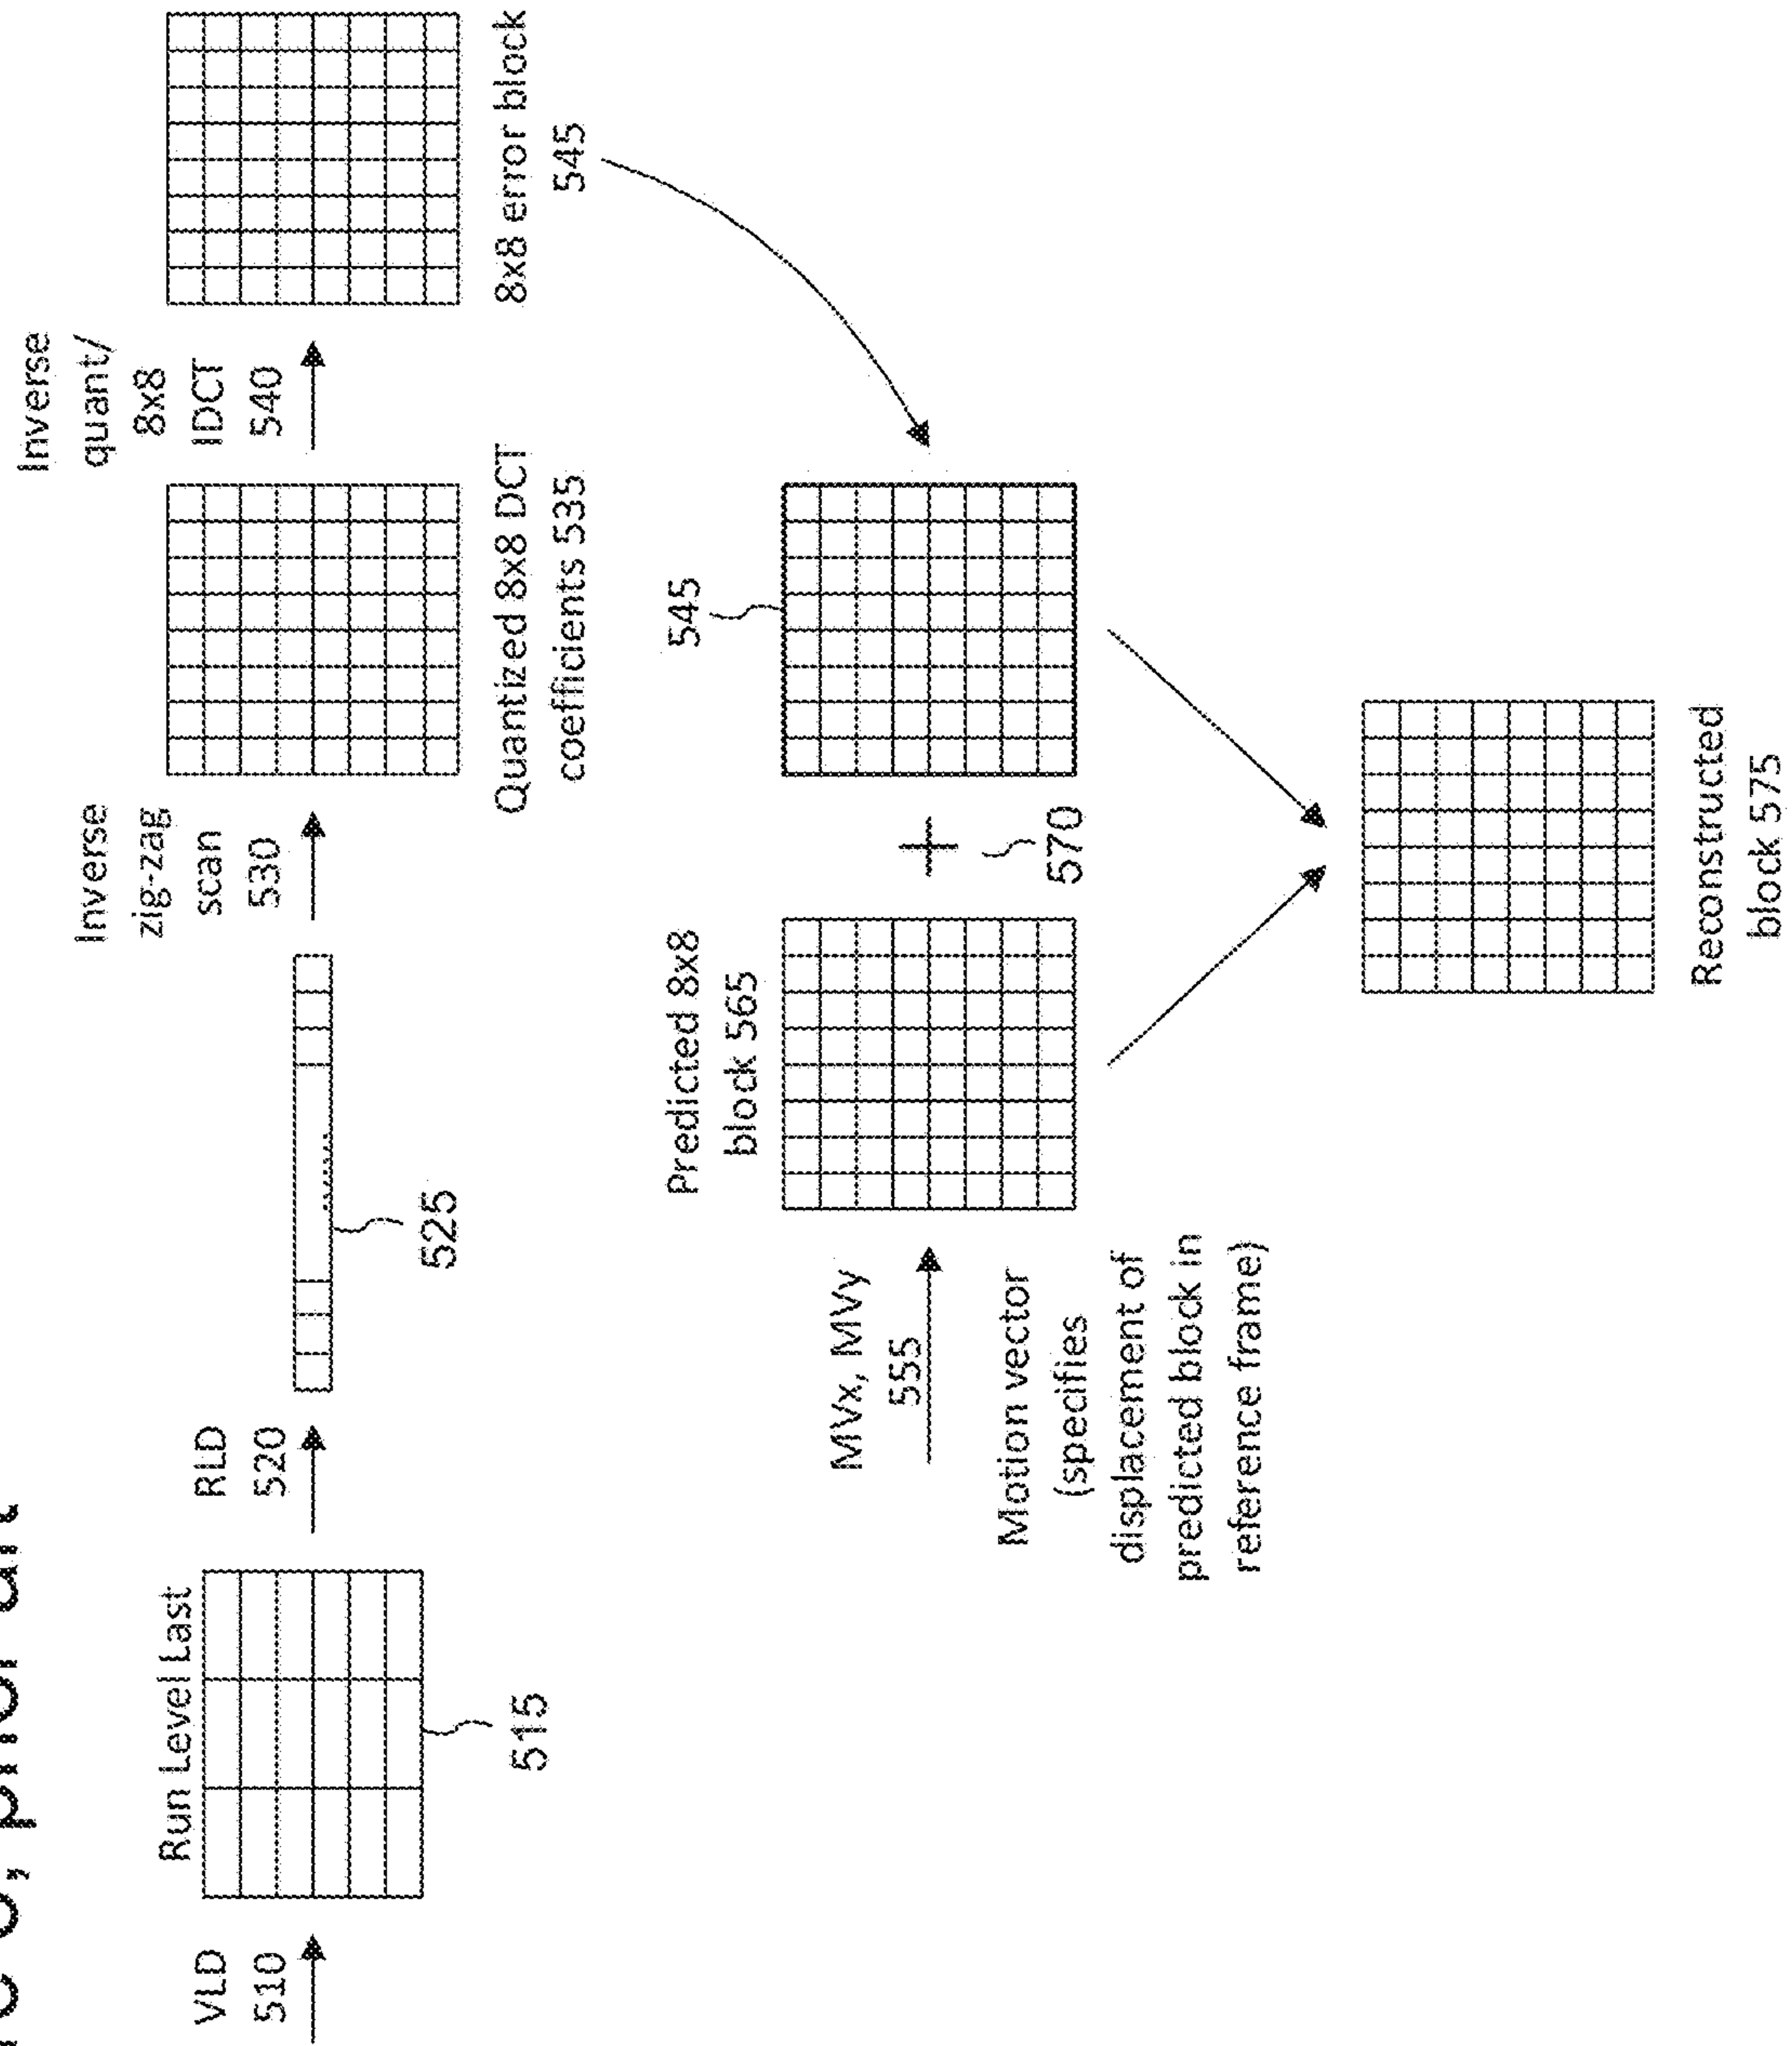 prior art
VLD
510
Run Level Last
515
RLD
520
525
Inverse
zig-zag
scan
530
Quantized 8x8 DCT
coefficients 535
Inverse
quant/
8x8
IDCT
540
8x8 error block
545
MVx, MVy
555
Motion vector
(specifies
displacement of
predicted block in
reference frame)
Predicted 8x8
block 565
+
570
545
Reconstructed
block 575